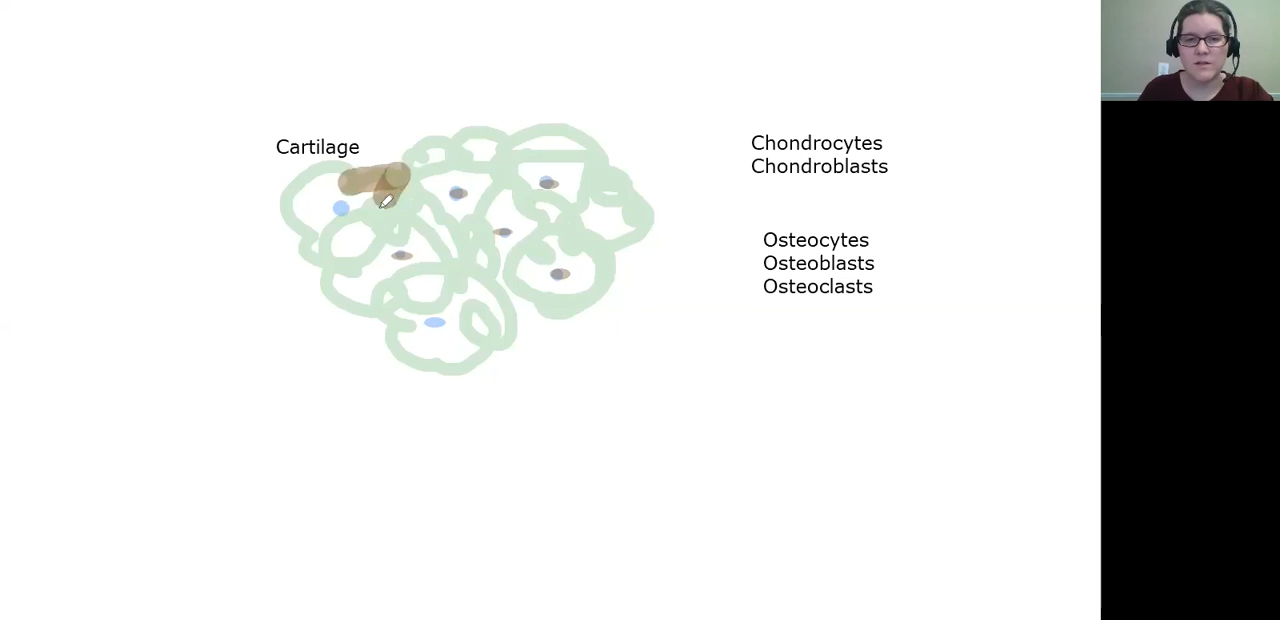 Cartilage
Chondrocytes
Chondroblasts
Osteocytes
Osteoblasts
Osteoclasts